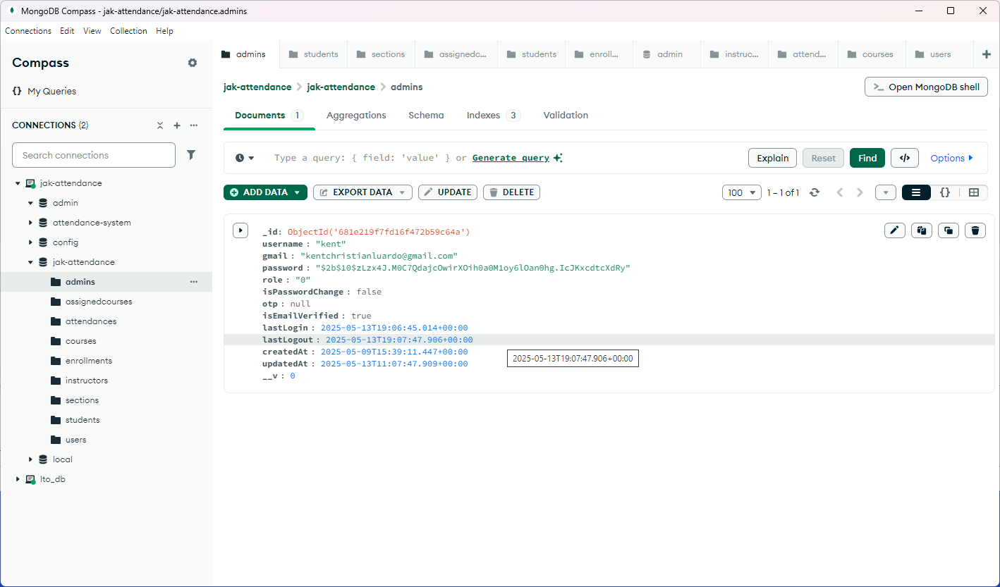 MongoDB Compass - jak-attendance/jak-attendance.admins
Connections Edit View Collection Help
Compass
{} My Queries
CONNECTIONS (2)
Search connections
jak-attendance
admin
attendance-system
config
jak-attendance
admins
assignedcourses
attendances
courses
enrollments
instructors
sections
students
users
local
lto_db
admins students sections assignedc... students enroll... admin instruc... attend... courses users
jak-attendance > jak-attendance > admins
>_ Open MongoDB shell
Documents 1 Aggregations Schema Indexes 3 Validation
Type a query: { field: 'value' } or Generate query
Explain Reset Find </> Options
ADD DATA EXPORT DATA UPDATE DELETE
100 1 – 1 of 1 {}
_id: ObjectId('681e219f7fd16f472b59c64a')
username : "kent"
gmail : "kentchristianluardo@gmail.com"
password : "$2b$10$zLzx4J.M0C7QdajcOwirXOih0a0M1oy6lOan0hg.IcJKxcdtcXdRy"
role : "0"
isPasswordChange : false
otp : null
isEmailVerified : true
lastLogin : 2025-05-13T19:06:45.014+00:00
lastLogout : 2025-05-13T19:07:47.906+00:00
createdAt : 2025-05-09T15:39:11.447+00:00
updatedAt : 2025-05-13T11:07:47.909+00:00
__v : 0
2025-05-13T19:07:47.906+00:00